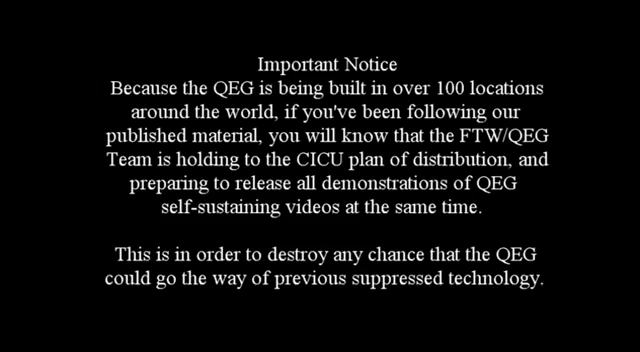 Important Notice
Because the QEG is being built in over 100 locations
around the world, if you've been following our
published material, you will know that the FTW/QEG
Team is holding to the CICU plan of distribution, and
preparing to release all demonstrations of QEG
self-sustaining videos at the same time.
This is in order to destroy any chance that the QEG
could go the way of previous suppressed technology.